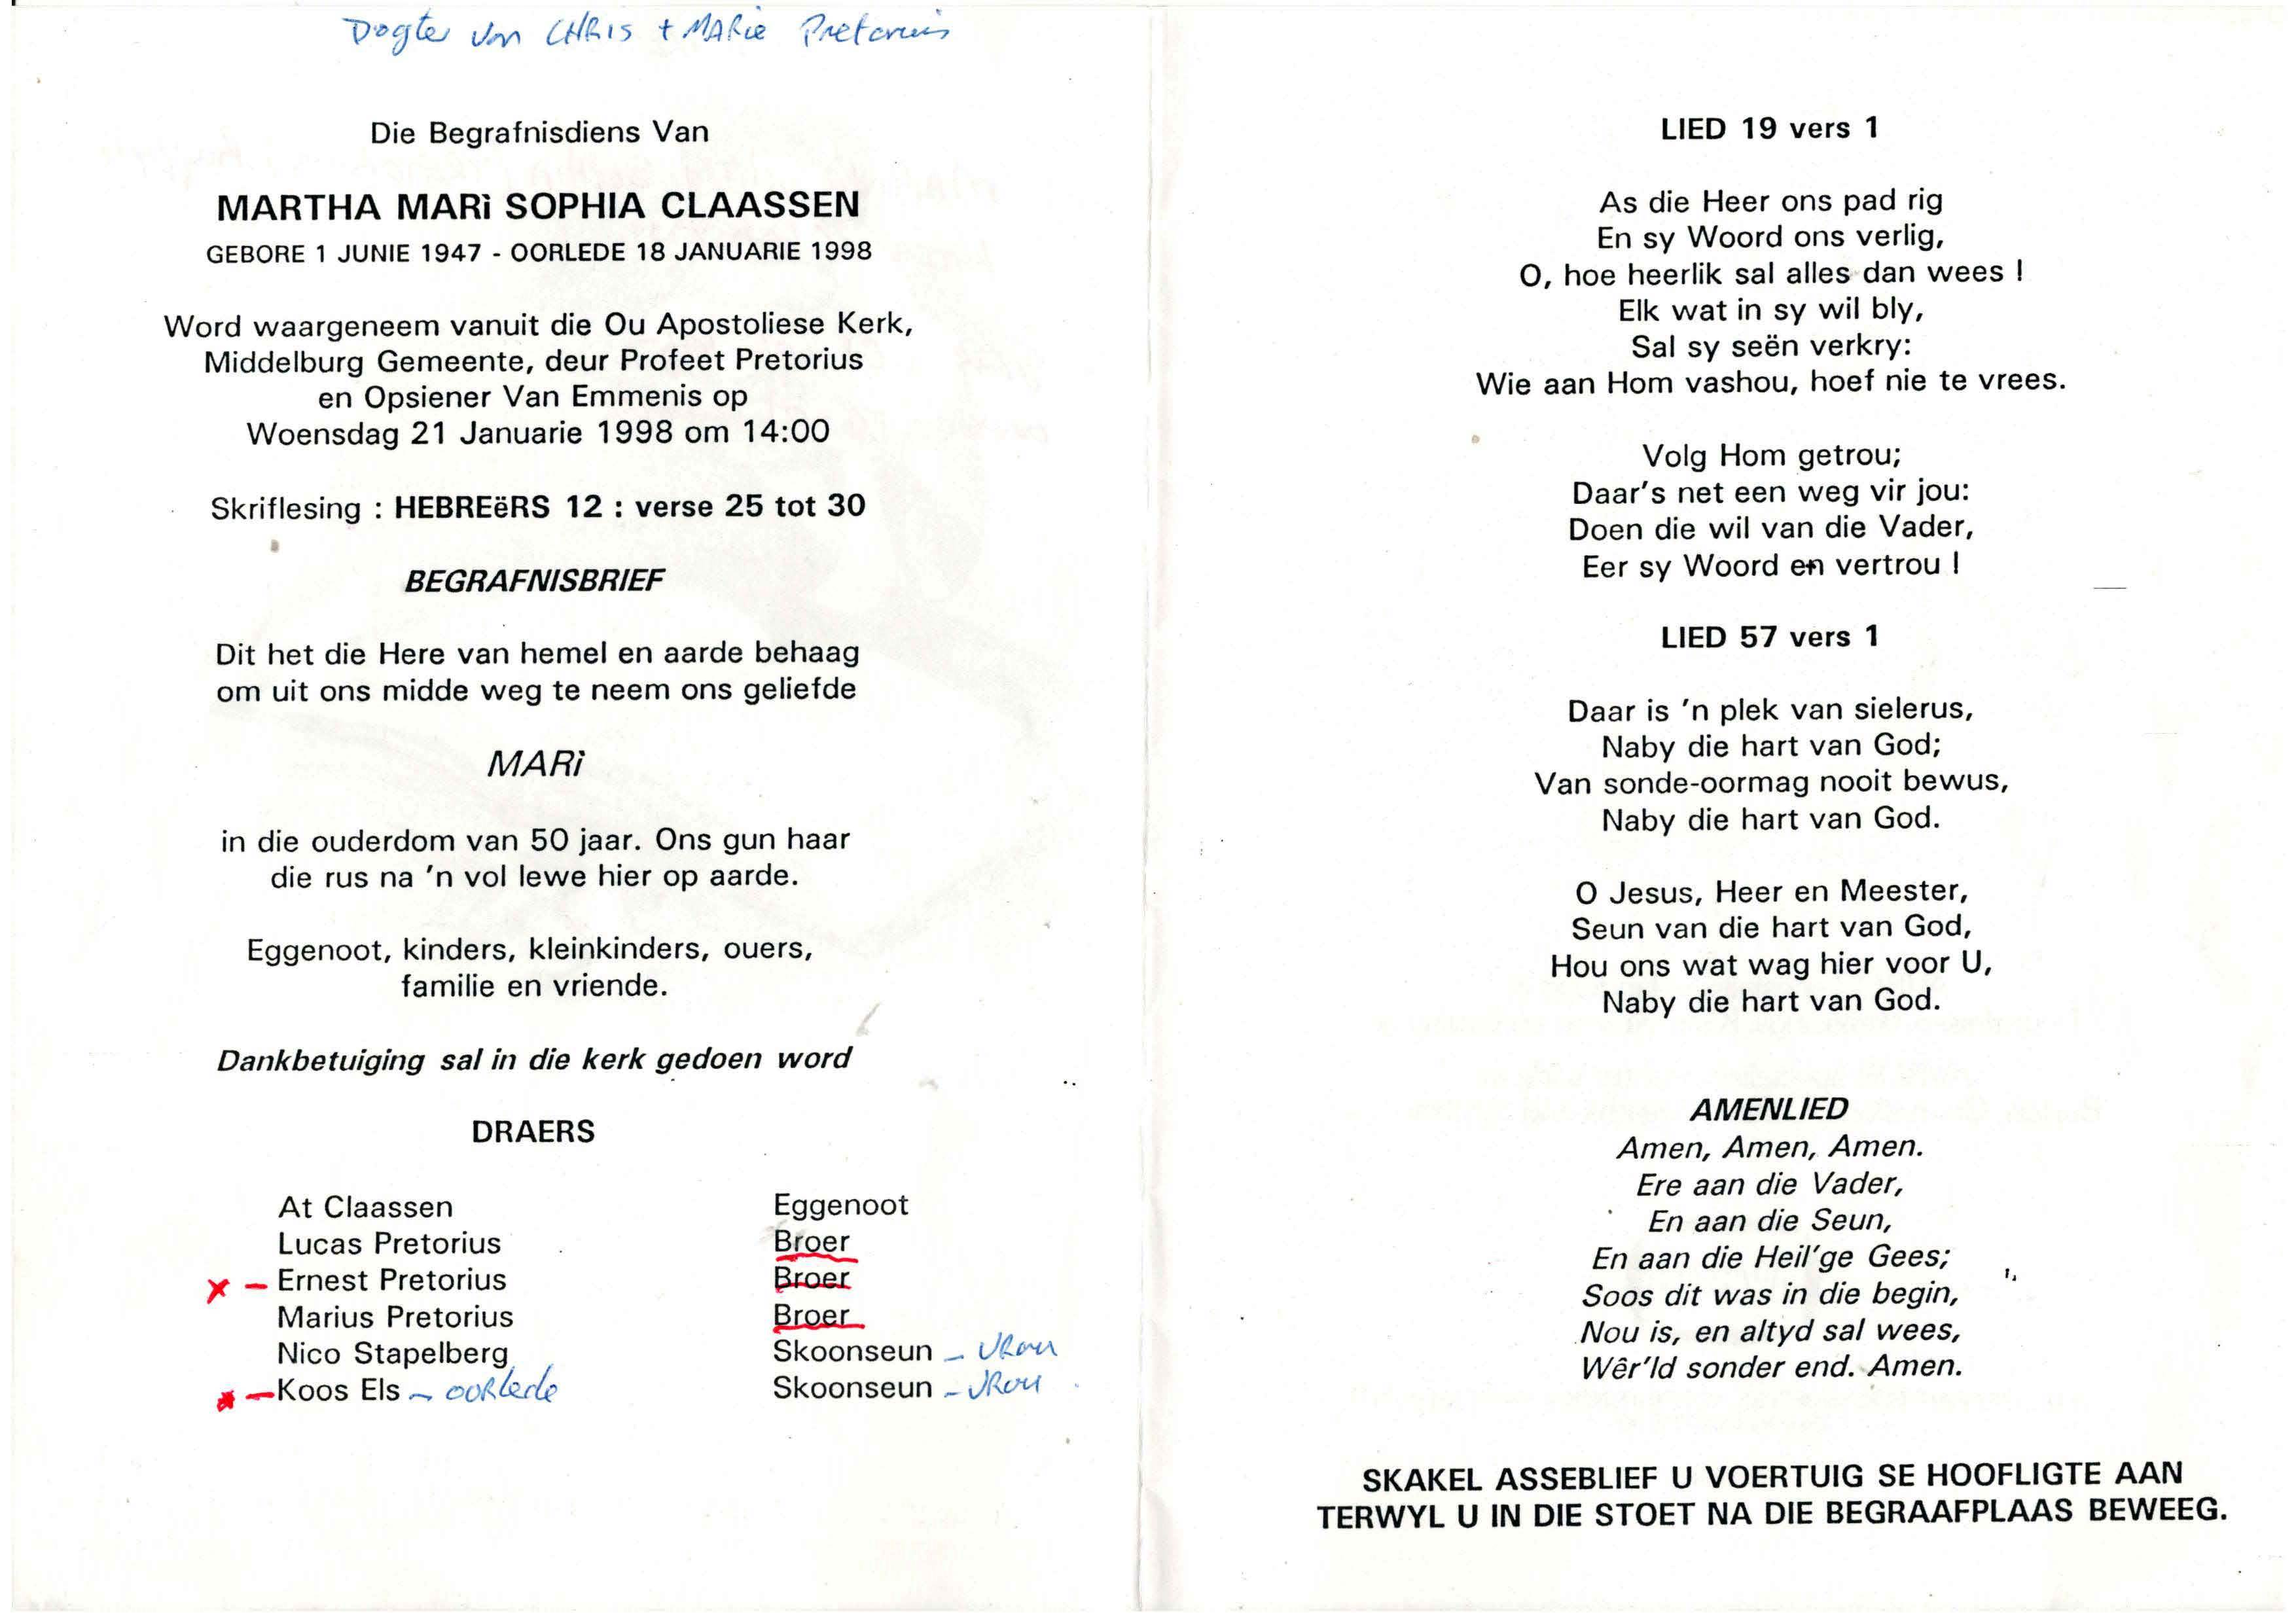 Dogter van CHRIS + MARie Pretorius
Die Begrafnisdiens Van
MARTHA MARì SOPHIA CLAASSEN
GEBORE 1 JUNIE 1947 - OORLEDE 18 JANUARIE 1998
Word waargeneem vanuit die Ou Apostoliese Kerk,
Middelburg Gemeente, deur Profeet Pretorius
en Opsiener Van Emmenis op
Woensdag 21 Januarie 1998 om 14:00
Skriflesing : HEBREëRS 12 : verse 25 tot 30
BEGRAFNISBRIEF
Dit het die Here van hemel en aarde behaag
om uit ons midde weg te neem ons geliefde
MARì
in die ouderdom van 50 jaar. Ons gun haar
die rus na 'n vol lewe hier op aarde.
Eggenoot, kinders, kleinkinders, ouers,
familie en vriende.
Dankbetuiging sal in die kerk gedoen word
DRAERS
At Claassen Eggenoot
Lucas Pretorius Broer
x - Ernest Pretorius Broer
Marius Pretorius Broer
Nico Stapelberg Skoonseun - VRou
x - Koos Els - ooRlede Skoonseun - VRou
LIED 19 vers 1
As die Heer ons pad rig
En sy Woord ons verlig,
O, hoe heerlik sal alles dan wees !
Elk wat in sy wil bly,
Sal sy seën verkry:
Wie aan Hom vashou, hoef nie te vrees.
Volg Hom getrou;
Daar's net een weg vir jou:
Doen die wil van die Vader,
Eer sy Woord en vertrou !
LIED 57 vers 1
Daar is 'n plek van sielerus,
Naby die hart van God;
Van sonde-oormag nooit bewus,
Naby die hart van God.
O Jesus, Heer en Meester,
Seun van die hart van God,
Hou ons wat wag hier voor U,
Naby die hart van God.
AMENLIED
Amen, Amen, Amen.
Ere aan die Vader,
En aan die Seun,
En aan die Heil'ge Gees;
Soos dit was in die begin,
Nou is, en altyd sal wees,
Wêr'ld sonder end. Amen.
SKAKEL ASSEBLIEF U VOERTUIG SE HOOFLIGTE AAN
TERWYL U IN DIE STOET NA DIE BEGRAAFPLAAS BEWEEG.